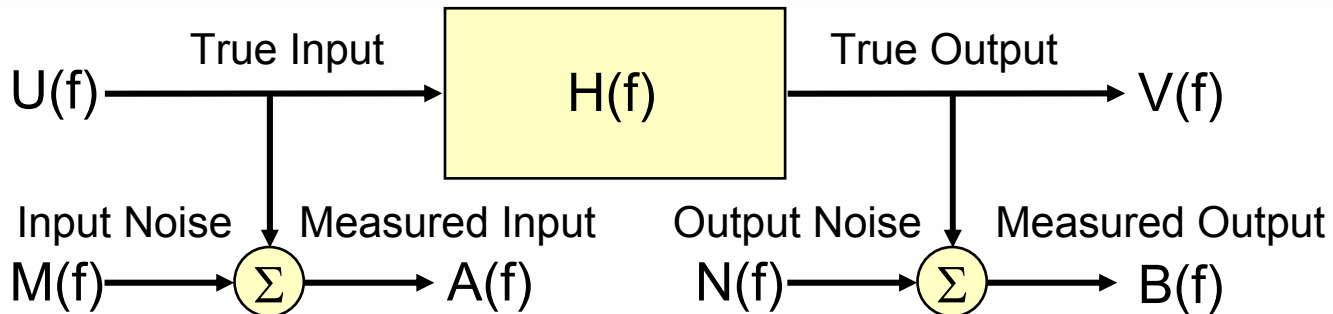 True Input
True Output
U(f)
H(f)
V(f)
Input Noise
Measured Input
Output Noise
Measured Output
M(f)
Σ
A(f)
N(f)
Σ
B(f)